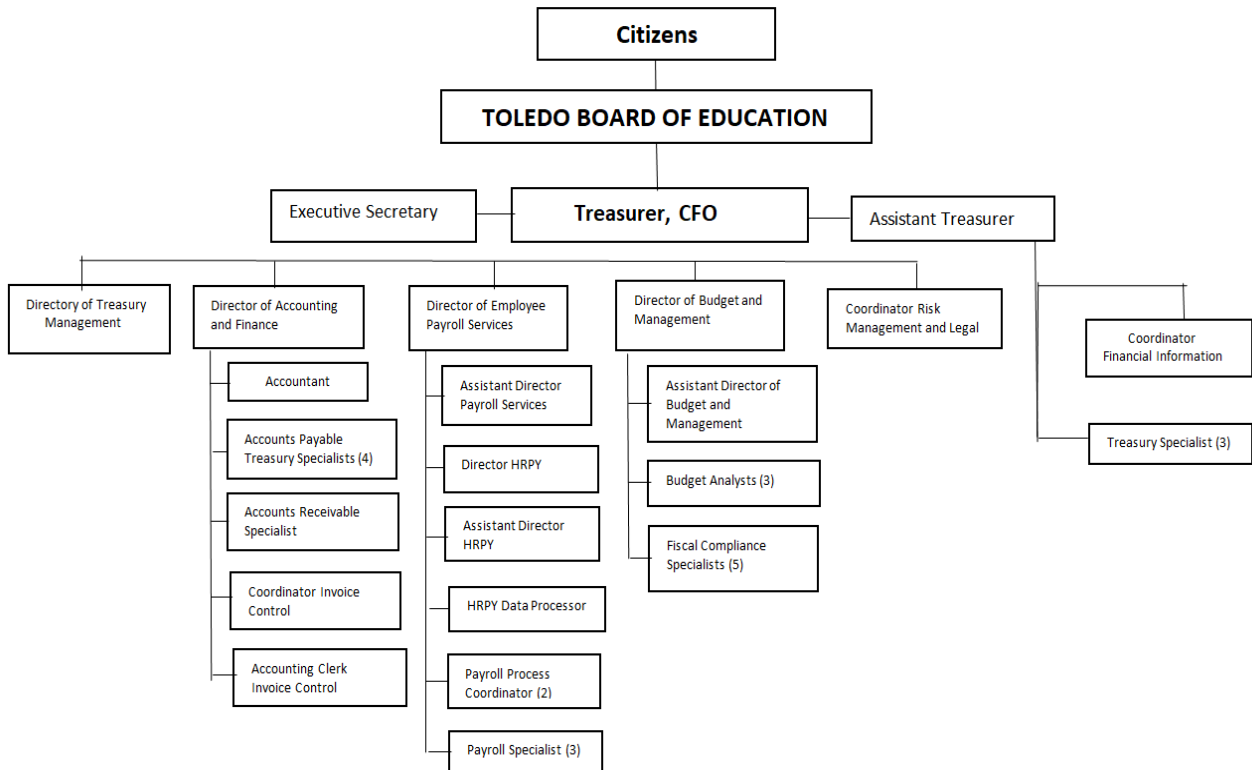 Citizens
TOLEDO BOARD OF EDUCATION
Executive Secretary
Treasurer, CFO
Assistant Treasurer
Directory of Treasury
Management
Director of Accounting
and Finance
Director of Employee
Payroll Services
Director of Budget and
Management
Coordinator Risk
Management and Legal
Coordinator
Financial Information
Treasury Specialist (3)
Accountant
Accounts Payable
Treasury Specialists (4)
Accounts Receivable
Specialist
Coordinator Invoice
Control
Accounting Clerk
Invoice Control
Assistant Director
Payroll Services
Director HRPY
Assistant Director
HRPY
HRPY Data Processor
Payroll Process
Coordinator (2)
Payroll Specialist (3)
Assistant Director of
Budget and
Management
Budget Analysts (3)
Fiscal Compliance
Specialists (5)